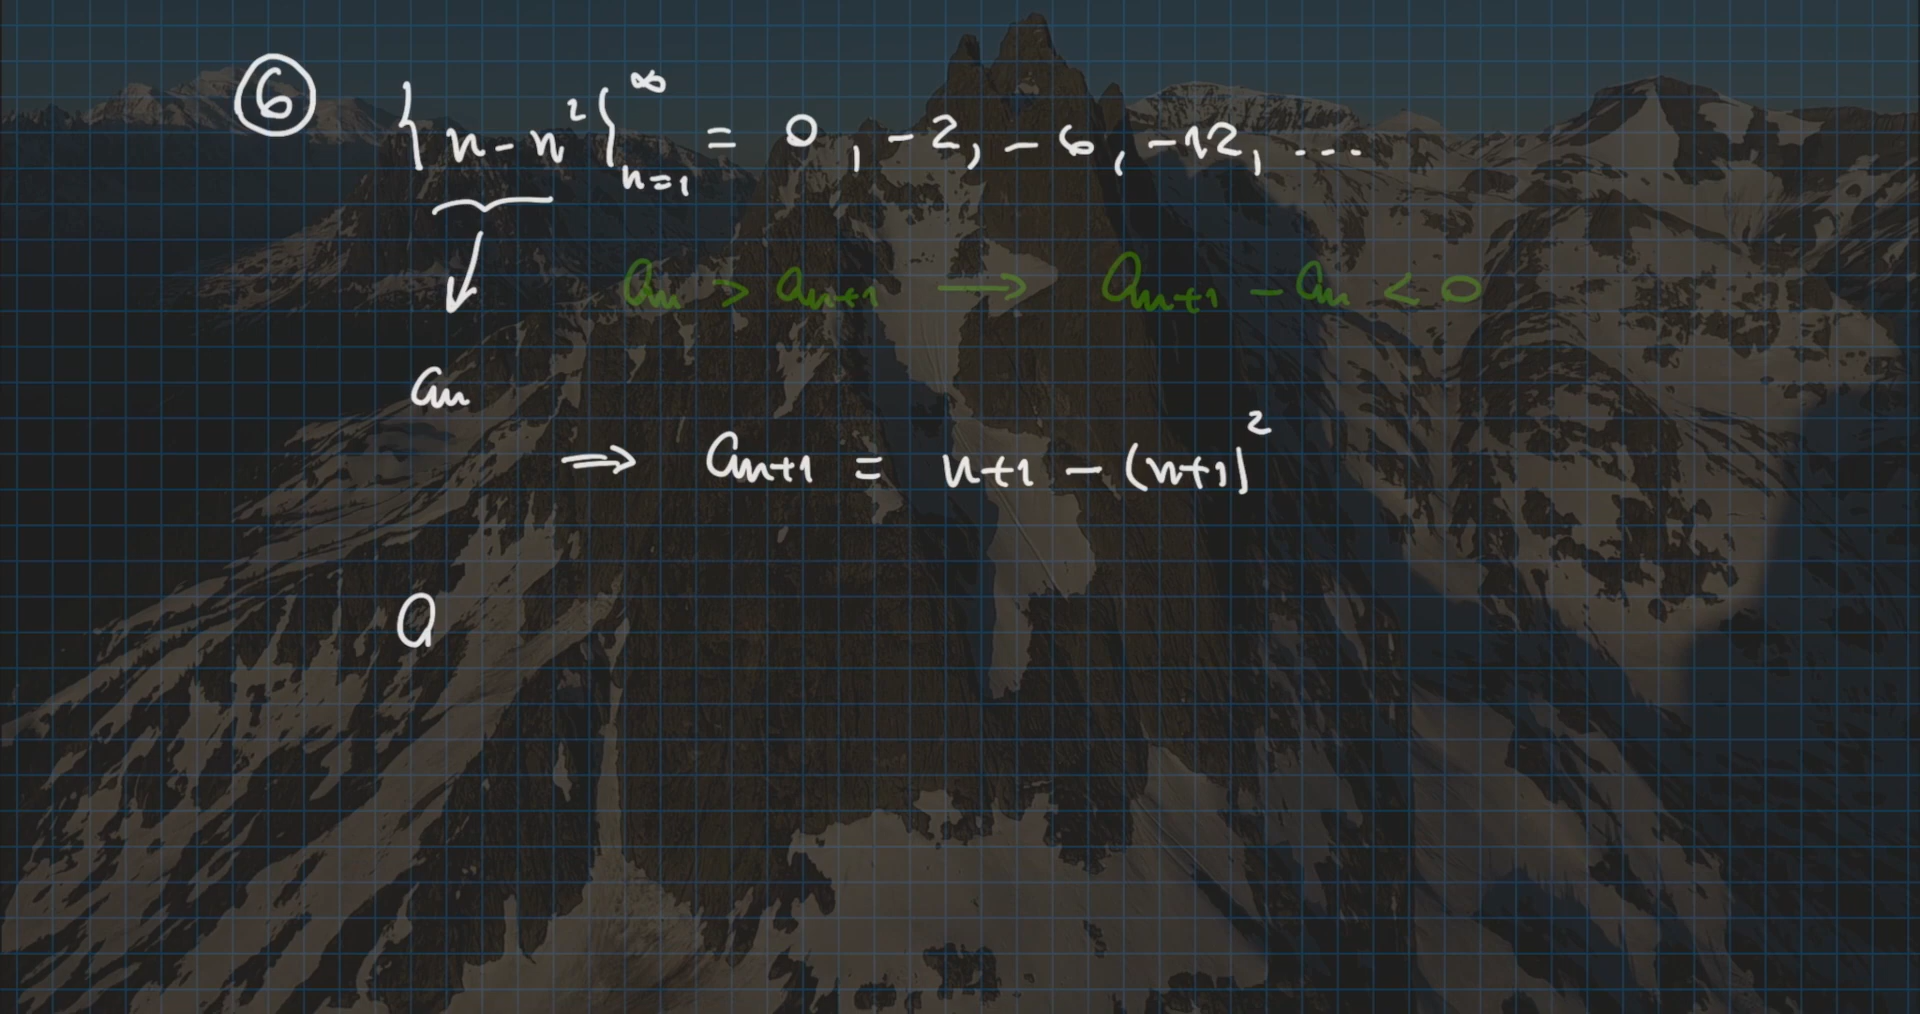 ⑥ {n-n²}_{n=1}^{∞} = 0, -2, -6, -12, ...
aₙ > aₙ₊₁ ⟶ aₙ₊₁ - aₙ < 0
aₙ
⇒ aₙ₊₁ = n+1 - (n+1)²
a